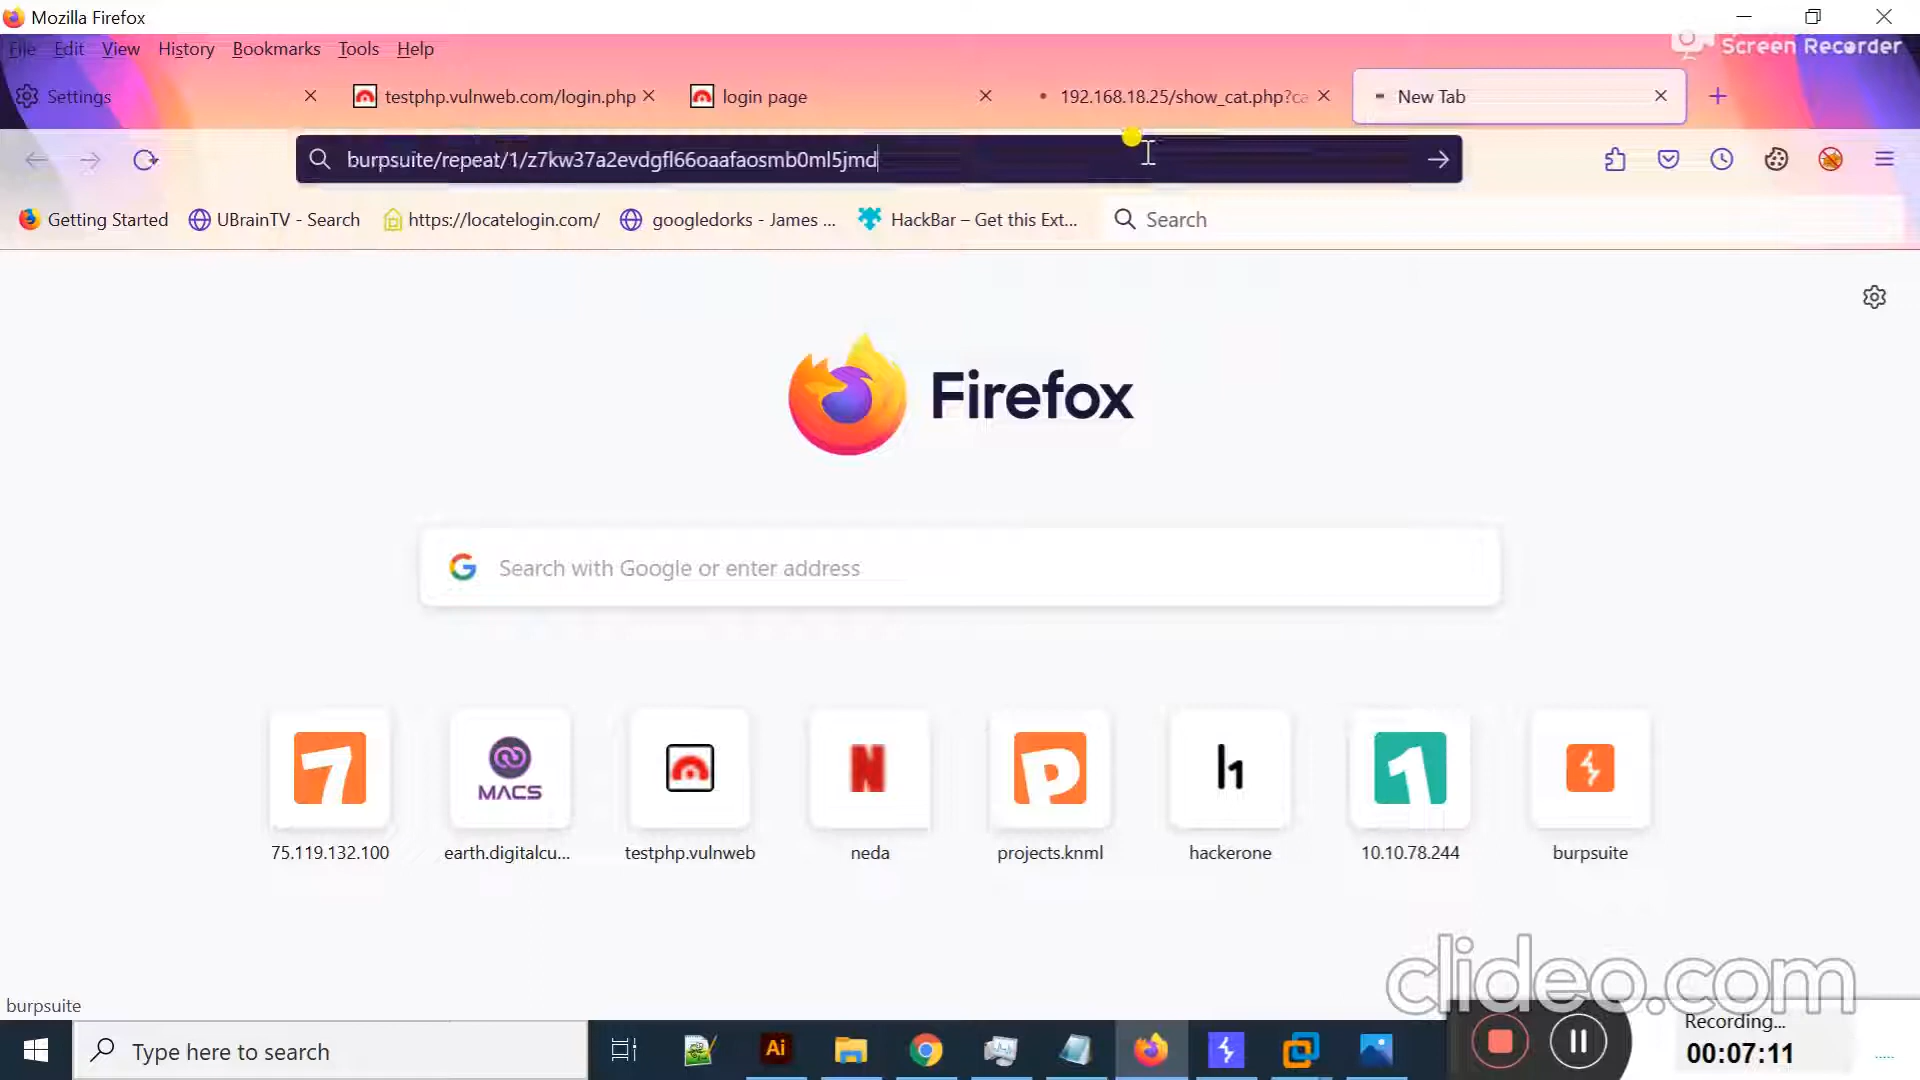 Mozilla Firefox
File Edit View History Bookmarks Tools Help
Screen Recorder
Settings
testphp.vulnweb.com/login.php
login page
192.168.18.25/show_cat.php?ca
New Tab
burpsuite/repeat/1/z7kw37a2evdgfl66oaafaosmb0ml5jmd
Getting Started
UBrainTV - Search
https://locatelogin.com/
googledorks - James ...
HackBar – Get this Ext...
Search
Firefox
Search with Google or enter address
MACS
75.119.132.100
earth.digitalcu...
testphp.vulnweb
neda
projects.knml
hackerone
10.10.78.244
burpsuite
clideo.com
burpsuite
Type here to search
Ai
Recording...
00:07:11